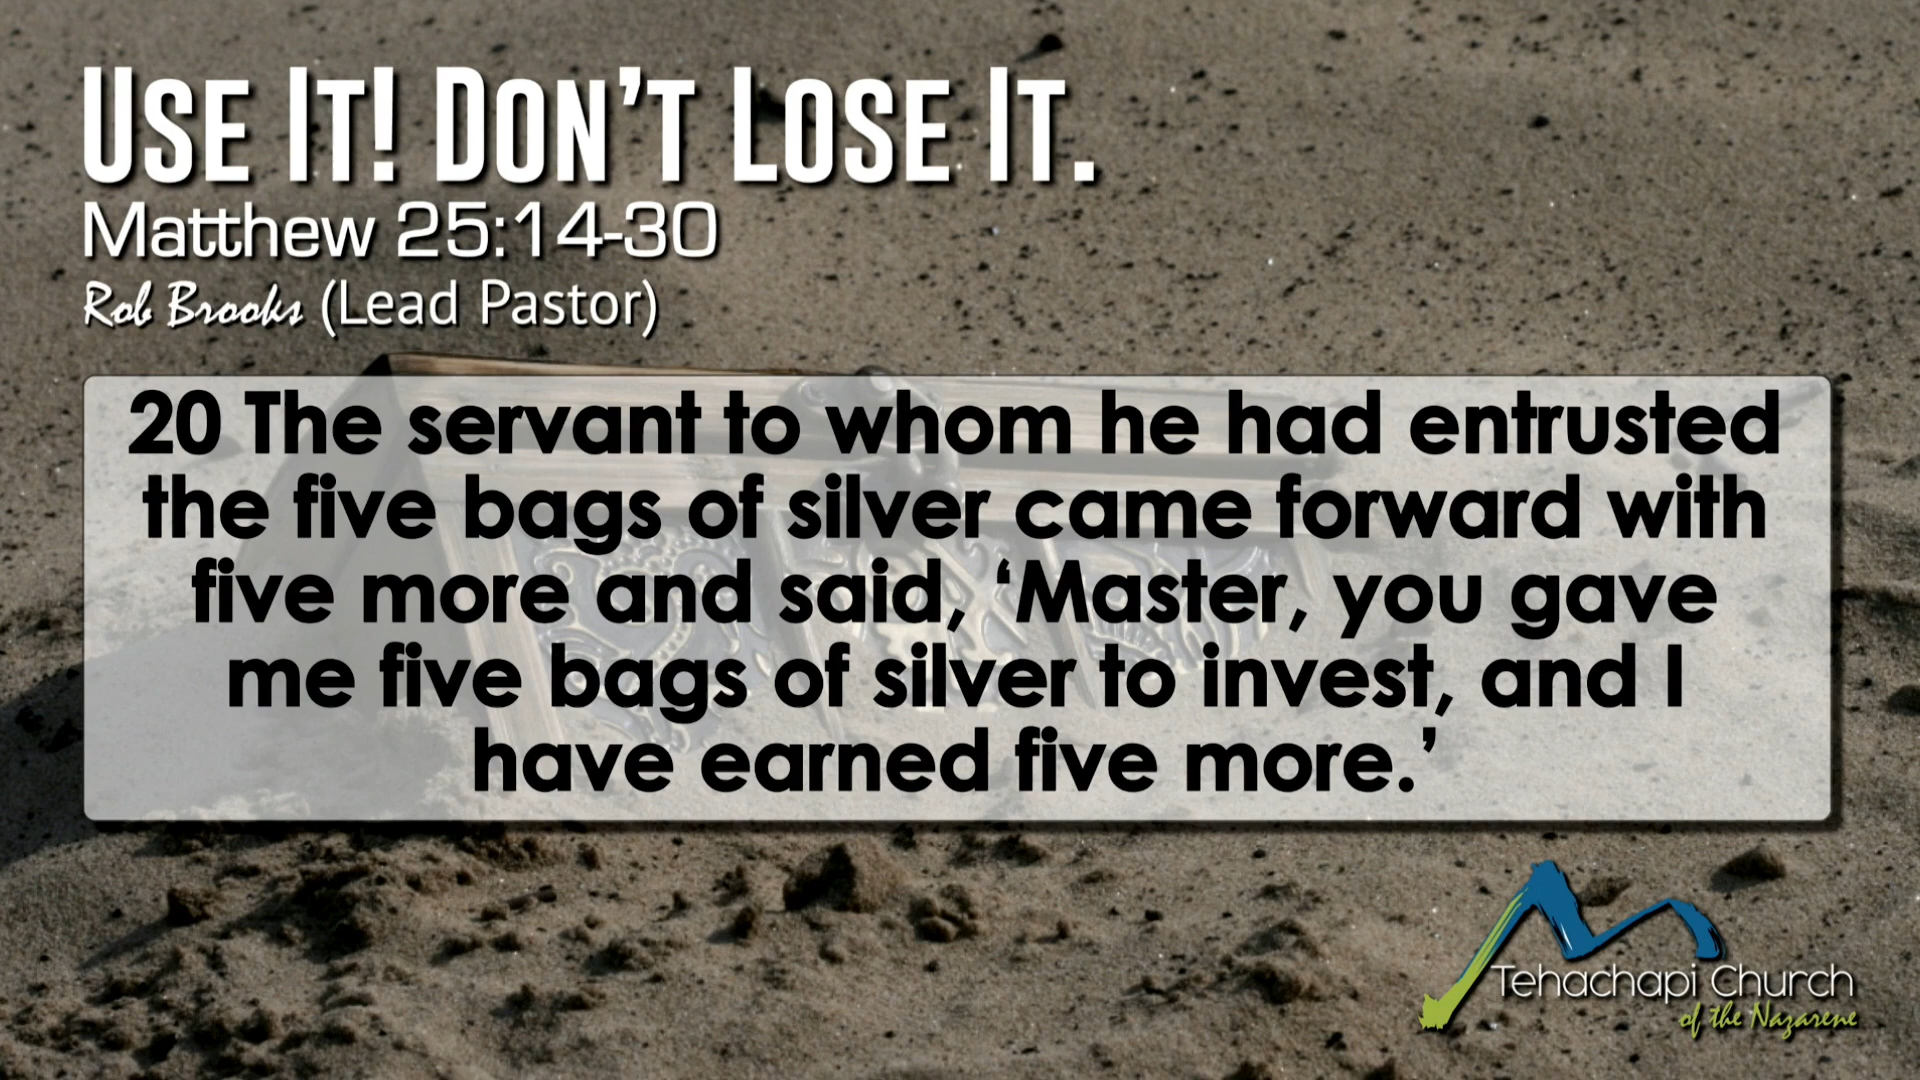 USE IT! DON'T LOSE IT.
Matthew 25:14-30
Rob Brooks (Lead Pastor)
20 The servant to whom he had entrusted
the five bags of silver came forward with
five more and said, ‘Master, you gave
me five bags of silver to invest, and I
have earned five more.’
Tehachapi Church
of the Nazarene